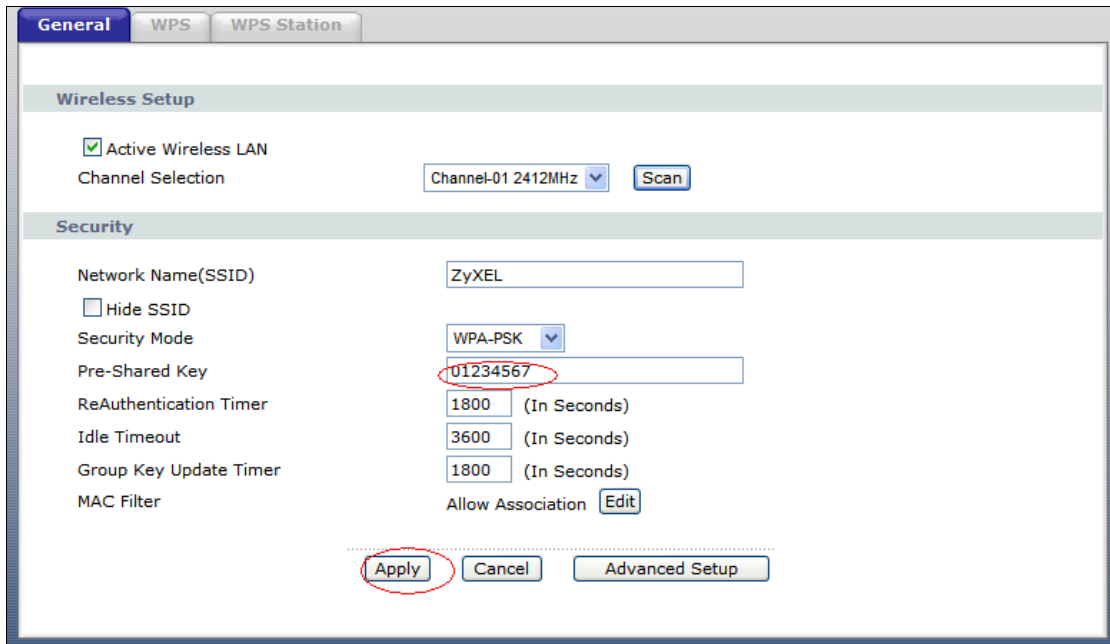 General WPS WPS Station
Wireless Setup
Active Wireless LAN
Channel Selection Channel-01 2412MHz Scan
Security
Network Name(SSID) ZyXEL
Hide SSID
Security Mode WPA-PSK
Pre-Shared Key 01234567
ReAuthentication Timer 1800 (In Seconds)
Idle Timeout 3600 (In Seconds)
Group Key Update Timer 1800 (In Seconds)
MAC Filter Allow Association Edit
Apply Cancel Advanced Setup